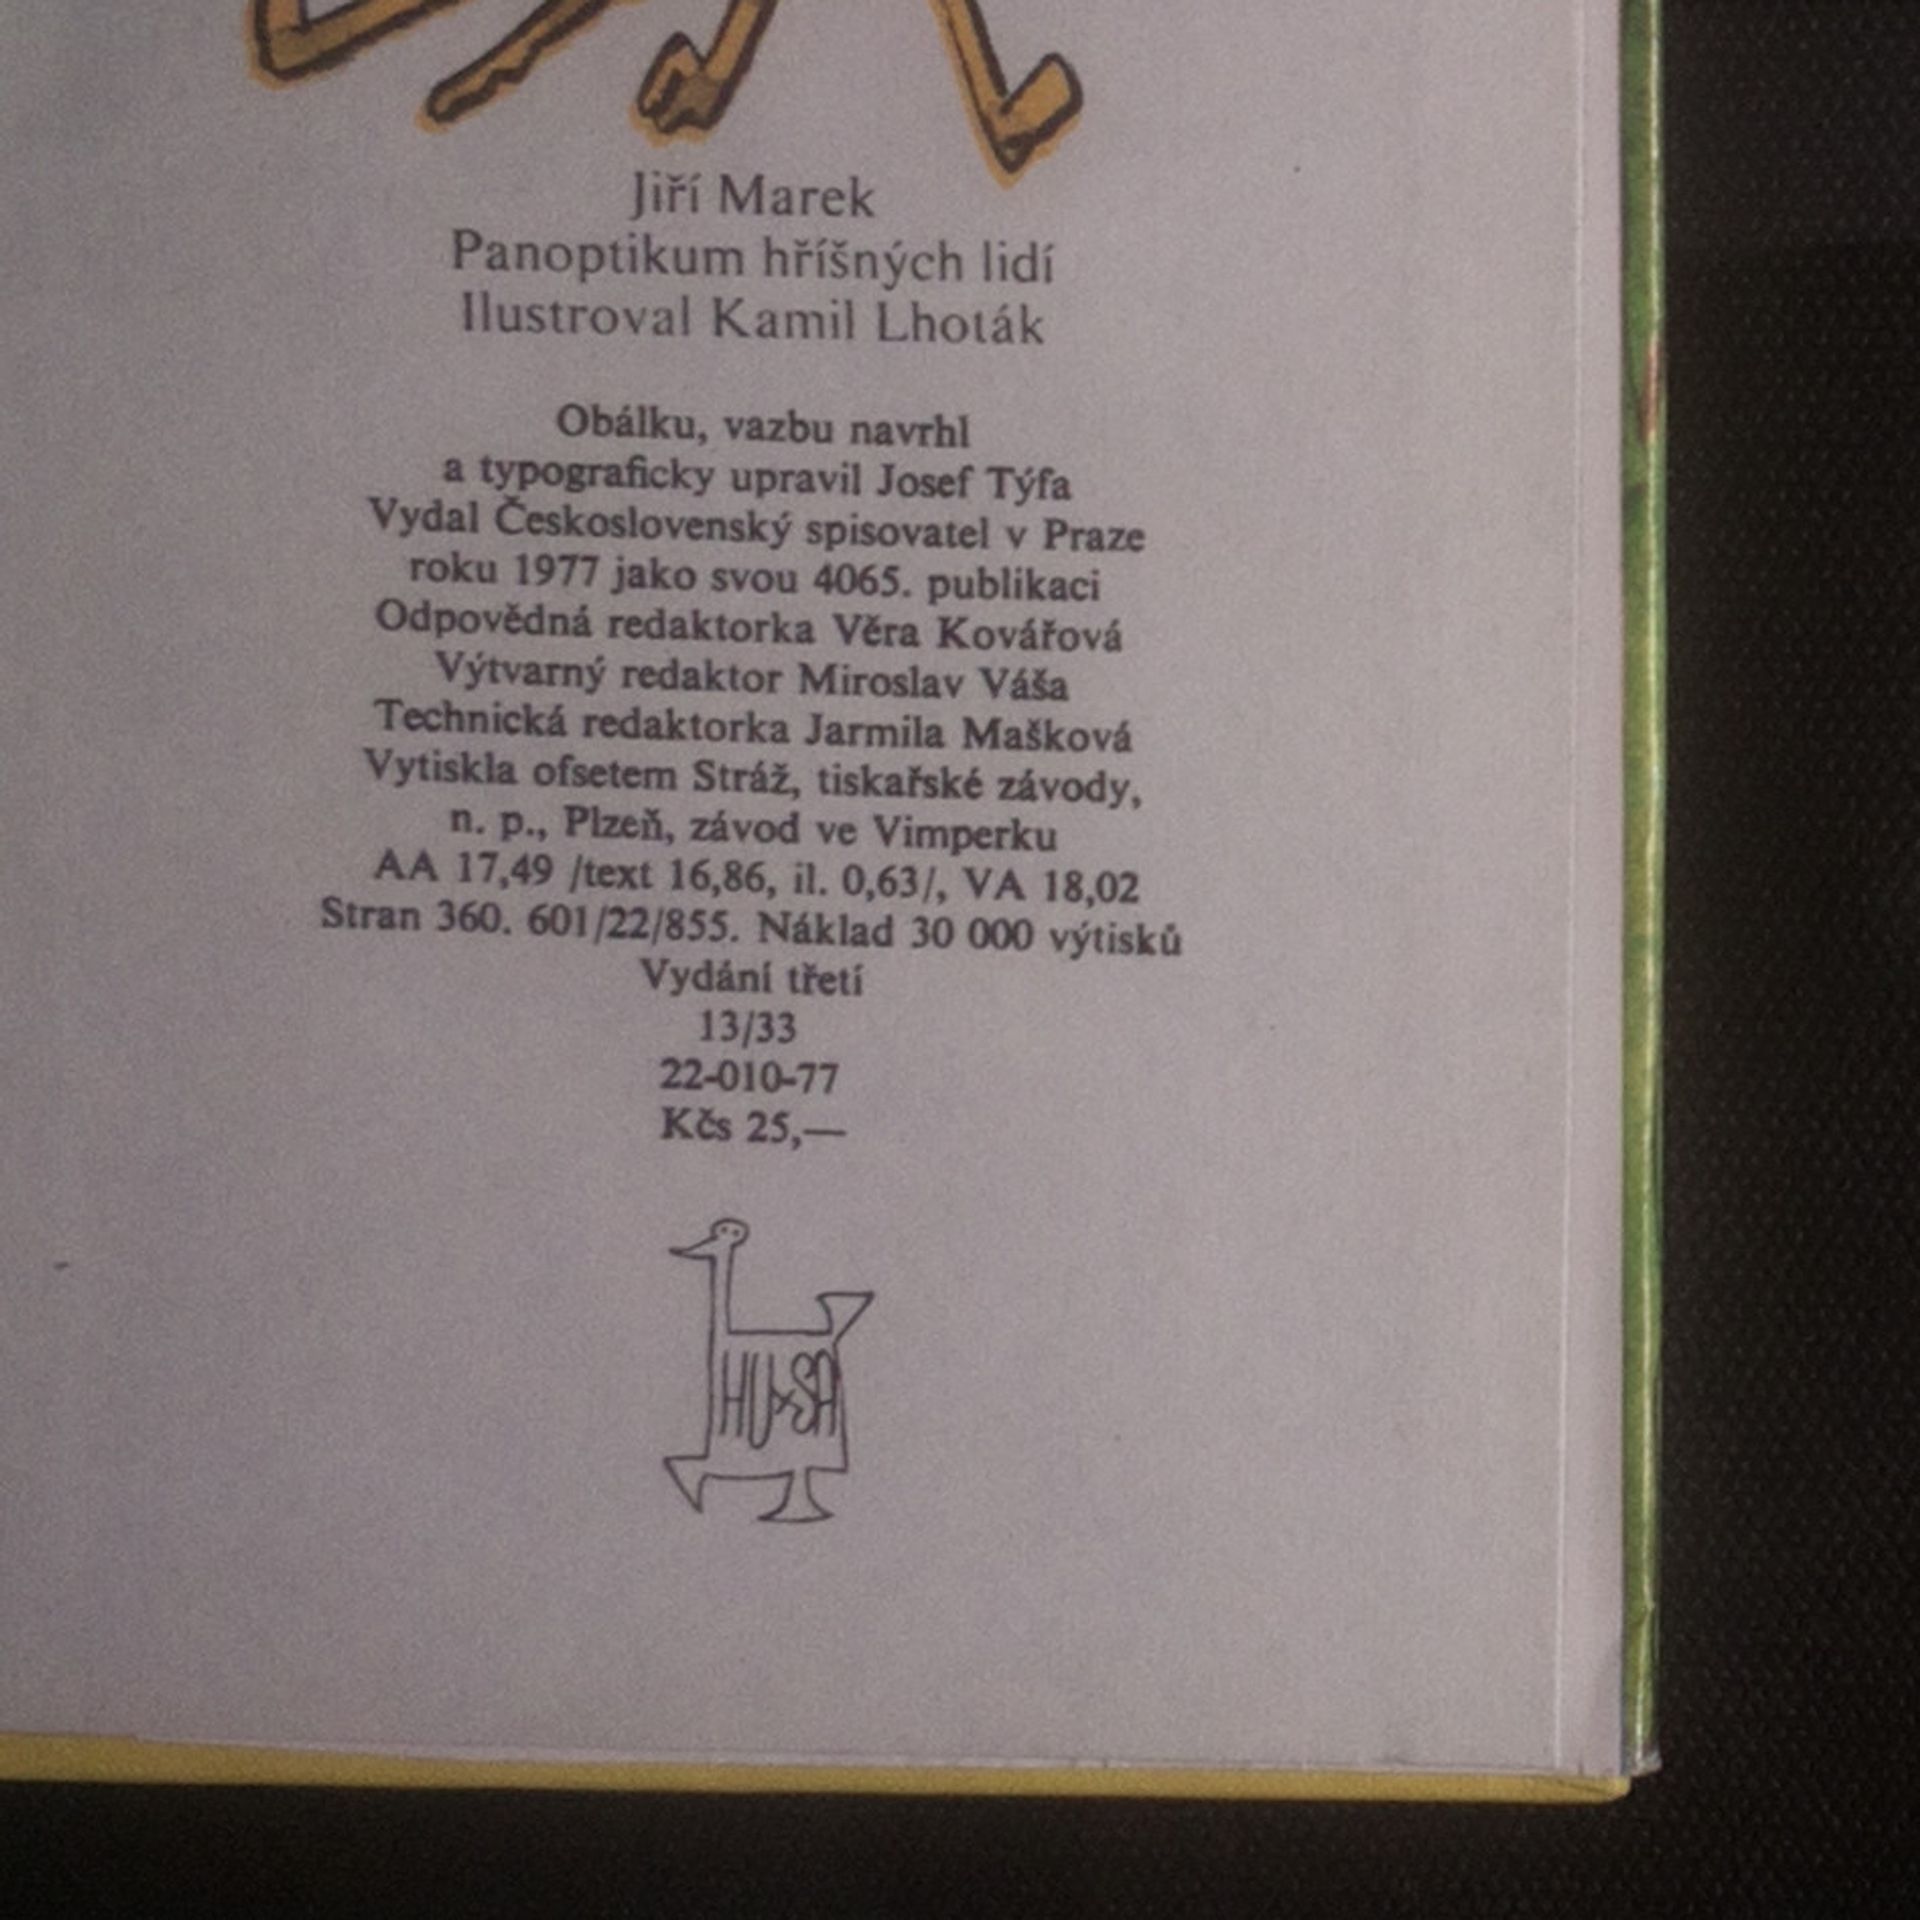 Jiří Marek
Panoptikum hříšných lidí
Ilustroval Kamil Lhoták
Obálku, vazbu navrhl
a typograficky upravil Josef Týfa
Vydal Československý spisovatel v Praze
roku 1977 jako svou 4065. publikaci
Odpovědná redaktorka Věra Kovářová
Výtvarný redaktor Miroslav Váša
Technická redaktorka Jarmila Mašková
Vytiskla ofsetem Stráž, tiskařské závody,
n. p., Plzeň, závod ve Vimperku
AA 17,49 /text 16,86, il. 0,63/, VA 18,02
Stran 360. 601/22/855. Náklad 30 000 výtisků
Vydání třetí
13/33
22-010-77
Kčs 25,—
HU×SA